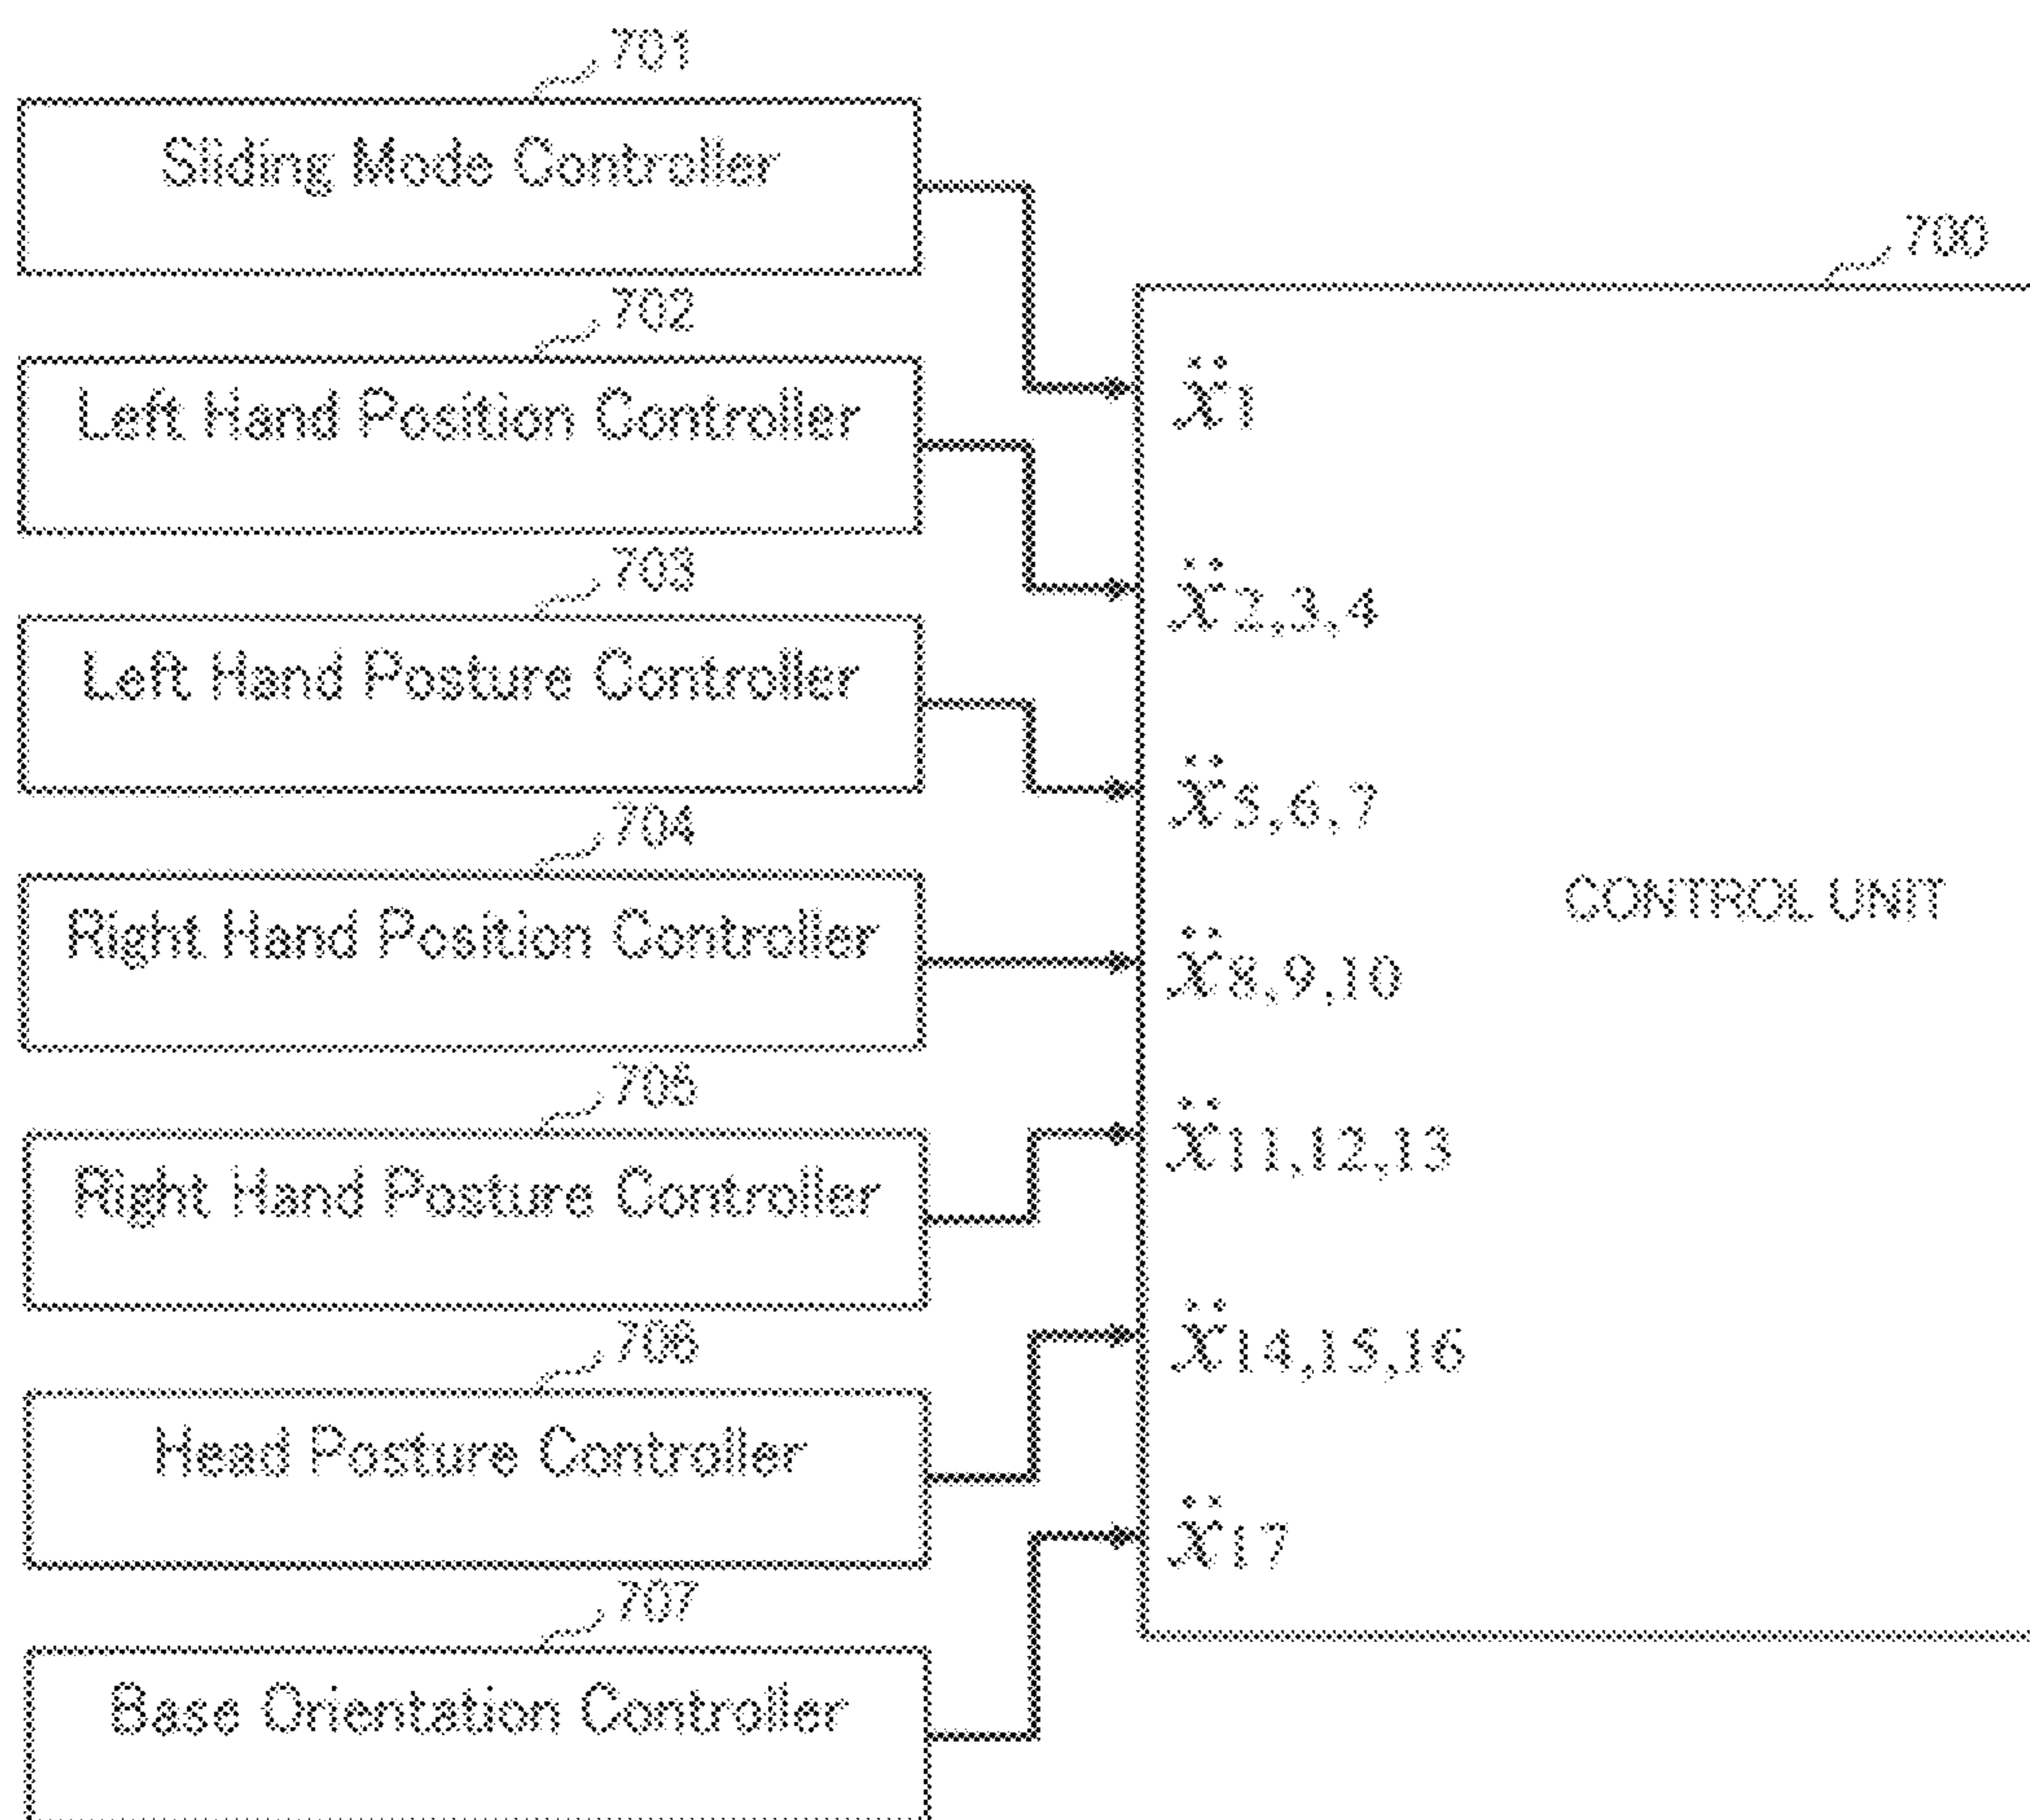 701
Sliding Mode Controller
702
Left Hand Position Controller
703
Left Hand Posture Controller
704
Right Hand Position Controller
705
Right Hand Posture Controller
706
Head Posture Controller
707
Base Orientation Controller
700
ẍ1
ẍ2,3,4
ẍ5,6,7
ẍ8,9,10
ẍ11,12,13
ẍ14,15,16
ẍ17
CONTROL UNIT